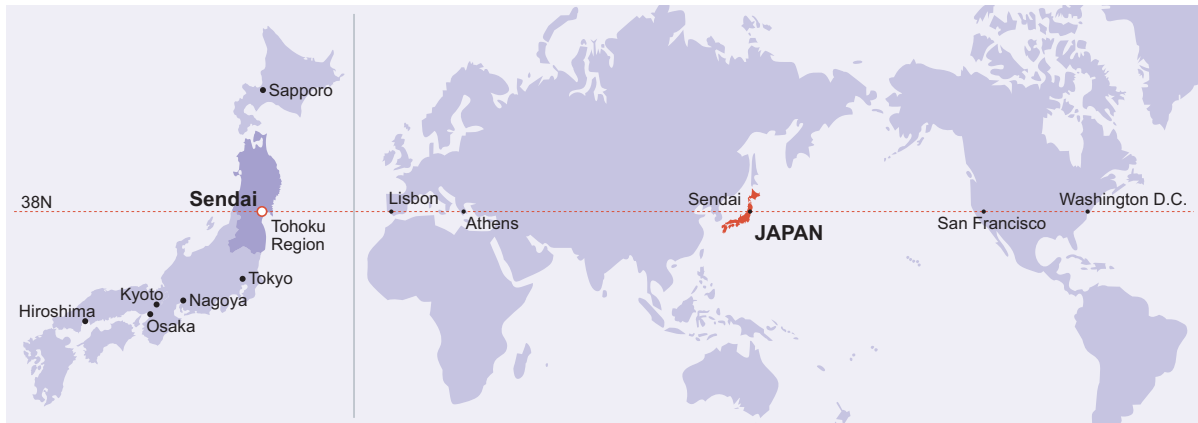 Sapporo
38N
Sendai
Tohoku
Region
Tokyo
Kyoto
Nagoya
Hiroshima
Osaka
Lisbon
Athens
Sendai
JAPAN
San Francisco
Washington D.C.